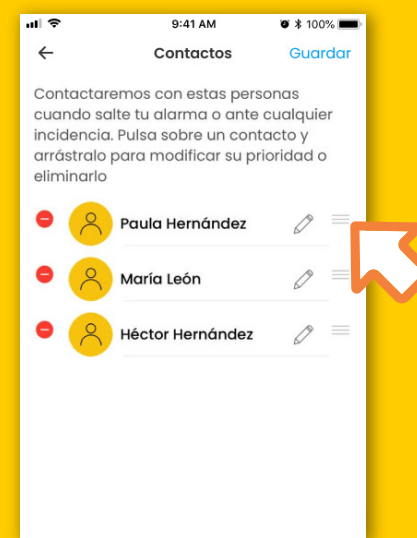 9:41 AM
100%
Contactos
Guardar
Contactaremos con estas personas
cuando salte tu alarma o ante cualquier
incidencia. Pulsa sobre un contacto y
arrástralo para modificar su prioridad o
eliminarlo
Paula Hernández
María León
Héctor Hernández